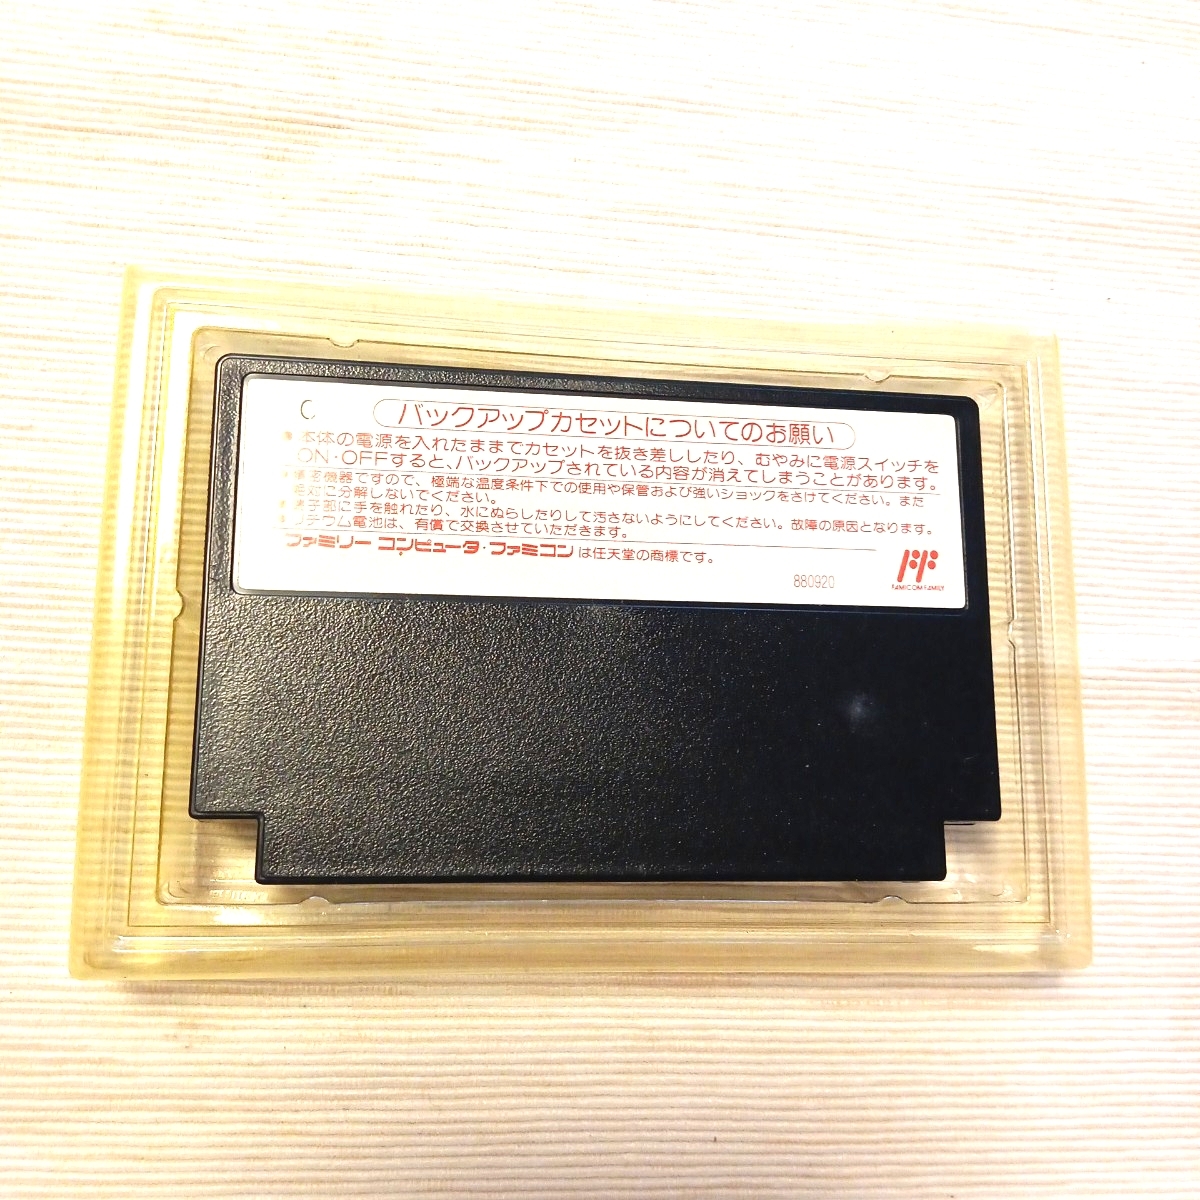 C
バックアップカセットについてのお願い
本体の電源を入れたままでカセットを抜き差ししたり、むやみに電源スイッチを
ON・OFFすると、バックアップされている内容が消えてしまうことがあります。
機器ですので、極端な温度条件下での使用や保管および強いショックをさけてください。また
絶対に分解しないでください。
端子部に手を触れたり、水にぬらしたりして汚さないようにしてください。故障の原因となります。
リチウム電池は、有償で交換させていただきます。
ファミリー コンピュータ・ファミコンは任天堂の商標です。
880920
FAMICOM FAMILY